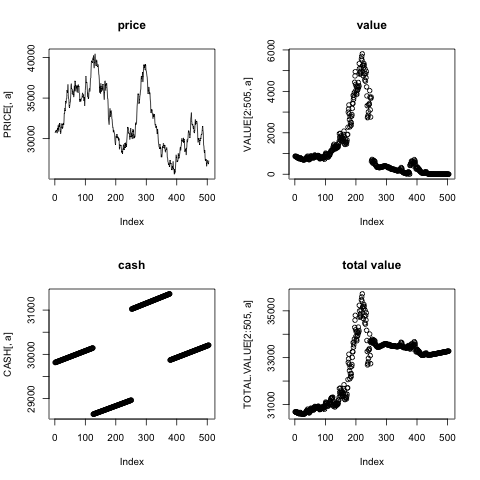 price
PRICE[, a]
30000 35000 40000
0 100 200 300 400 500
Index
value
VALUE[2:505, a]
0 2000 4000 6000
0 100 200 300 400 500
Index
cash
CASH[, a]
29000 30000 31000
0 100 200 300 400 500
Index
total value
TOTAL.VALUE[2:505, a]
31000 33000 35000
0 100 200 300 400 500
Index